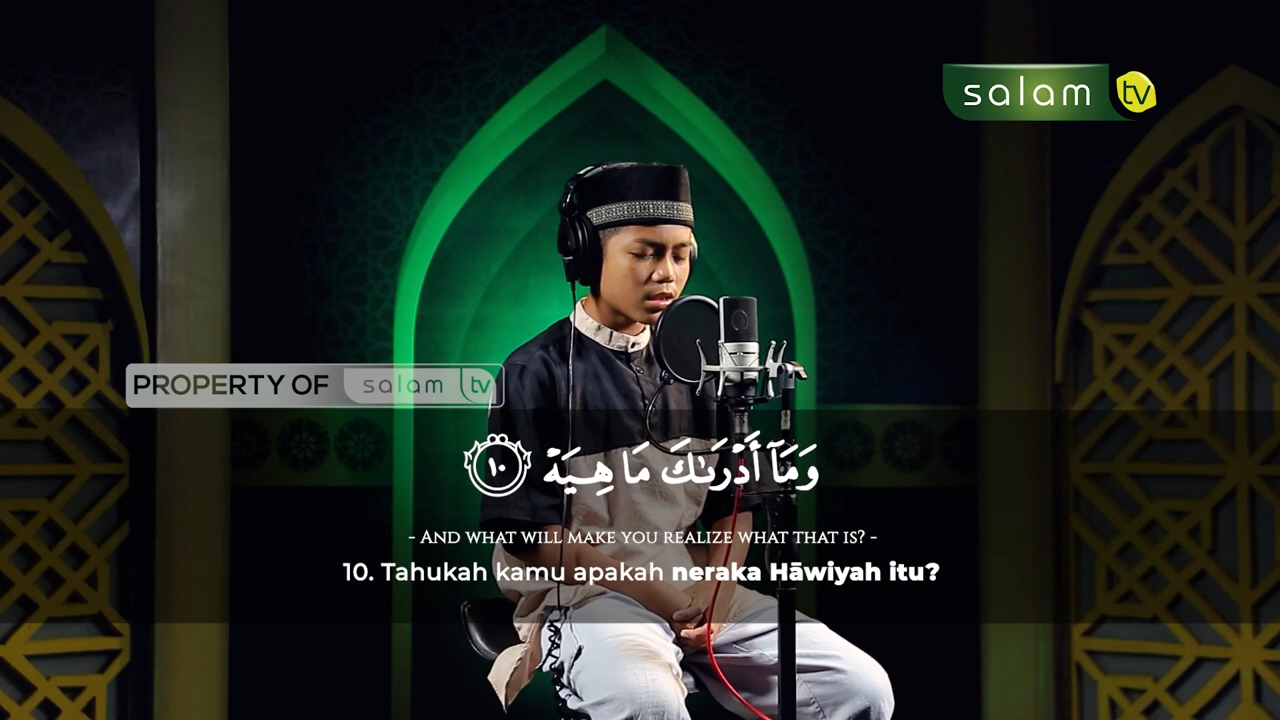 salam tv
PROPERTY OF salam tv
وَمَآ أَدْرَىٰكَ مَا هِيَهْ ١٠
- AND WHAT WILL MAKE YOU REALIZE WHAT THAT IS? -
10. Tahukah kamu apakah neraka Hāwiyah itu?